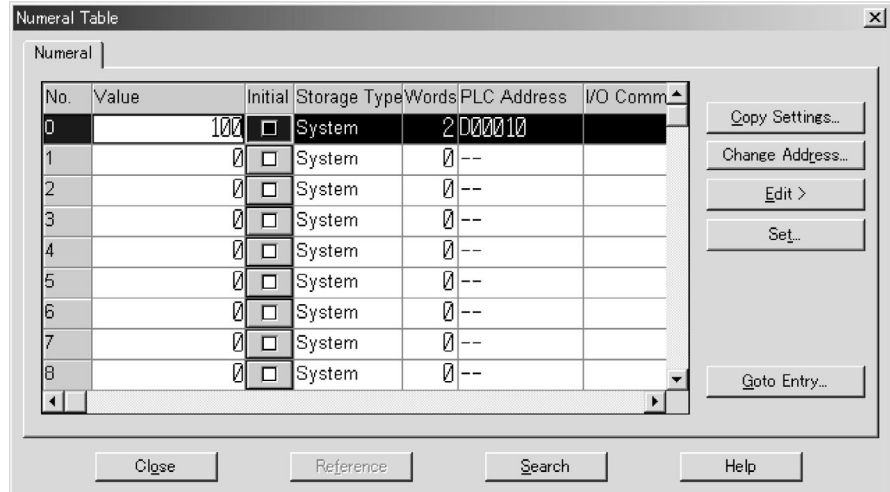 Numeral Table
Numeral
No. Value Initial Storage Type Words PLC Address I/O Comm
0 100 System 2 D00010
1 0 System 0 --
2 0 System 0 --
3 0 System 0 --
4 0 System 0 --
5 0 System 0 --
6 0 System 0 --
7 0 System 0 --
8 0 System 0 --
Copy Settings...
Change Address...
Edit >
Set...
Goto Entry...
Close Reference Search Help